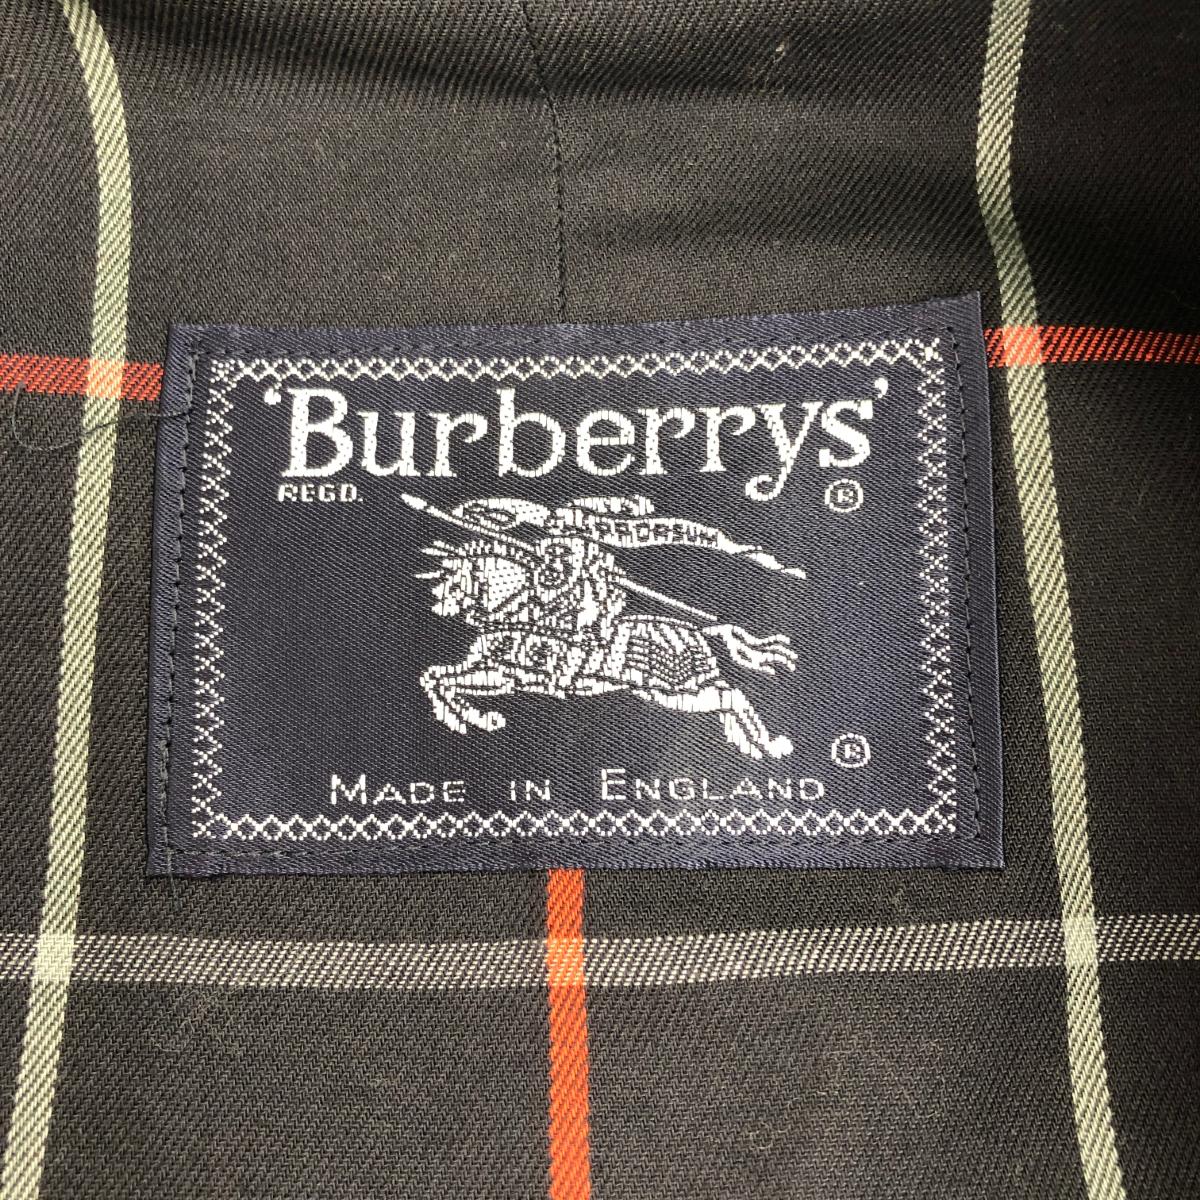 'Burberrys'
REGD. ®
PRORSUM
®
MADE IN ENGLAND